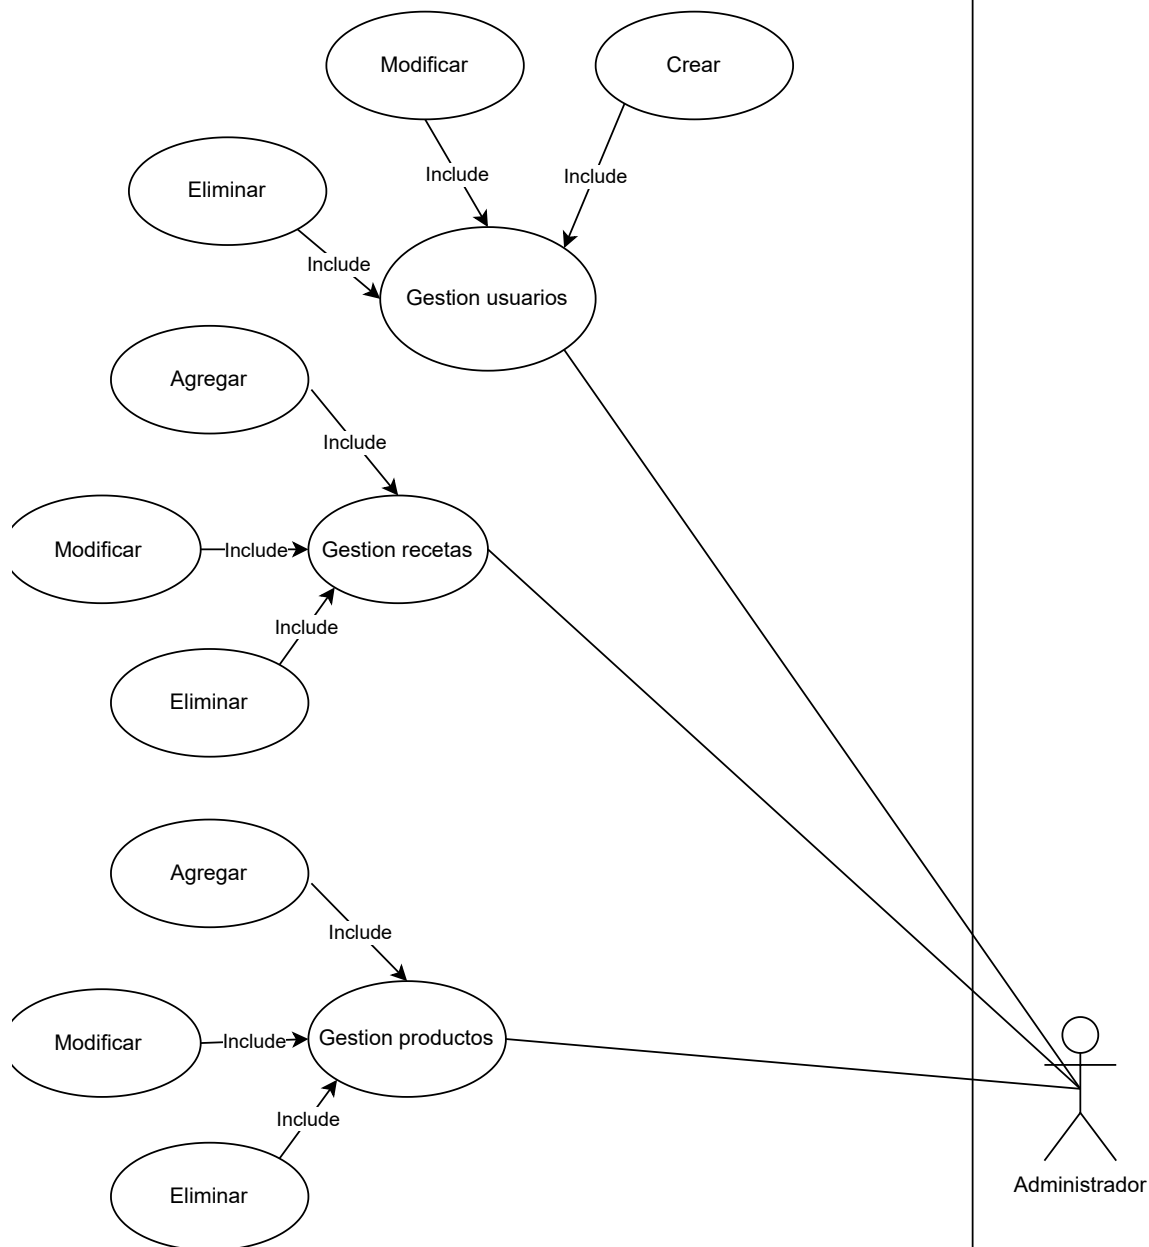 Modificar
Crear
Include
Include
Eliminar
Include
Gestion usuarios
Agregar
Include
Modificar
Include
Gestion recetas
Include
Eliminar
Agregar
Include
Modificar
Include
Gestion productos
Include
Eliminar
Administrador